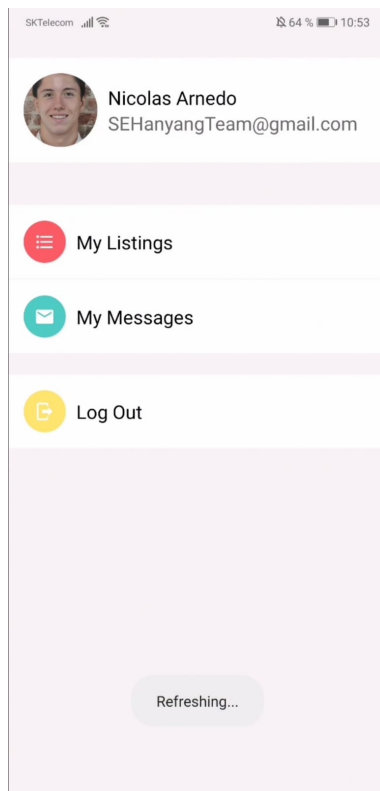 SKTelecom 64 % 10:53
Nicolas Arnedo
SEHanyangTeam@gmail.com
My Listings
My Messages
Log Out
Refreshing...